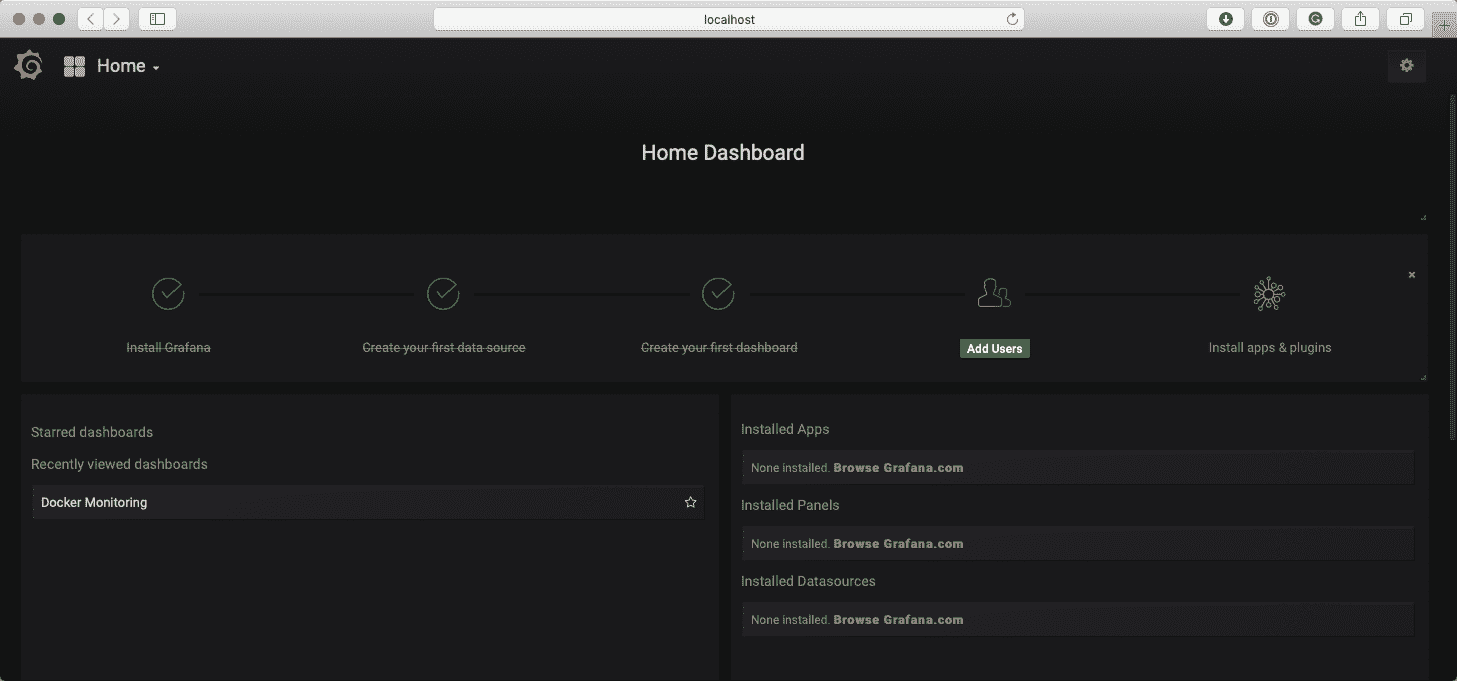 localhost
Home
Home Dashboard
Install Grafana
Create your first data source
Create your first dashboard
Add Users
Install apps & plugins
Starred dashboards
Recently viewed dashboards
Docker Monitoring
Installed Apps
None installed. Browse Grafana.com
Installed Panels
None installed. Browse Grafana.com
Installed Datasources
None installed. Browse Grafana.com